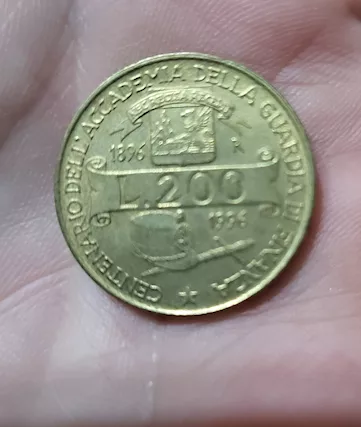 CENTENARIO DELL'ACCADEMIA DELLA GUARDIA DI FINANZA
1896 R
L.200
1996